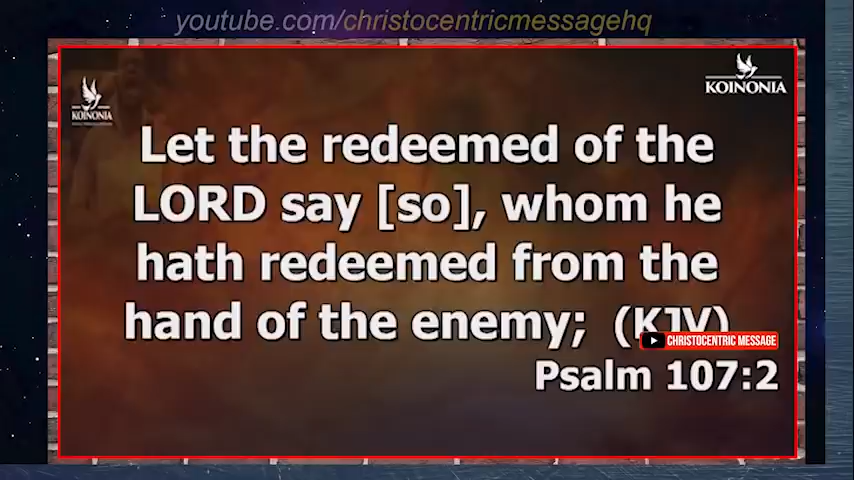 youtube.com/christocentricmessagehq
KOINONIA
KOINONIA
Let the redeemed of the
LORD say [so], whom he
hath redeemed from the
hand of the enemy; (KJV)
CHRISTOCENTRIC MESSAGE
Psalm 107:2